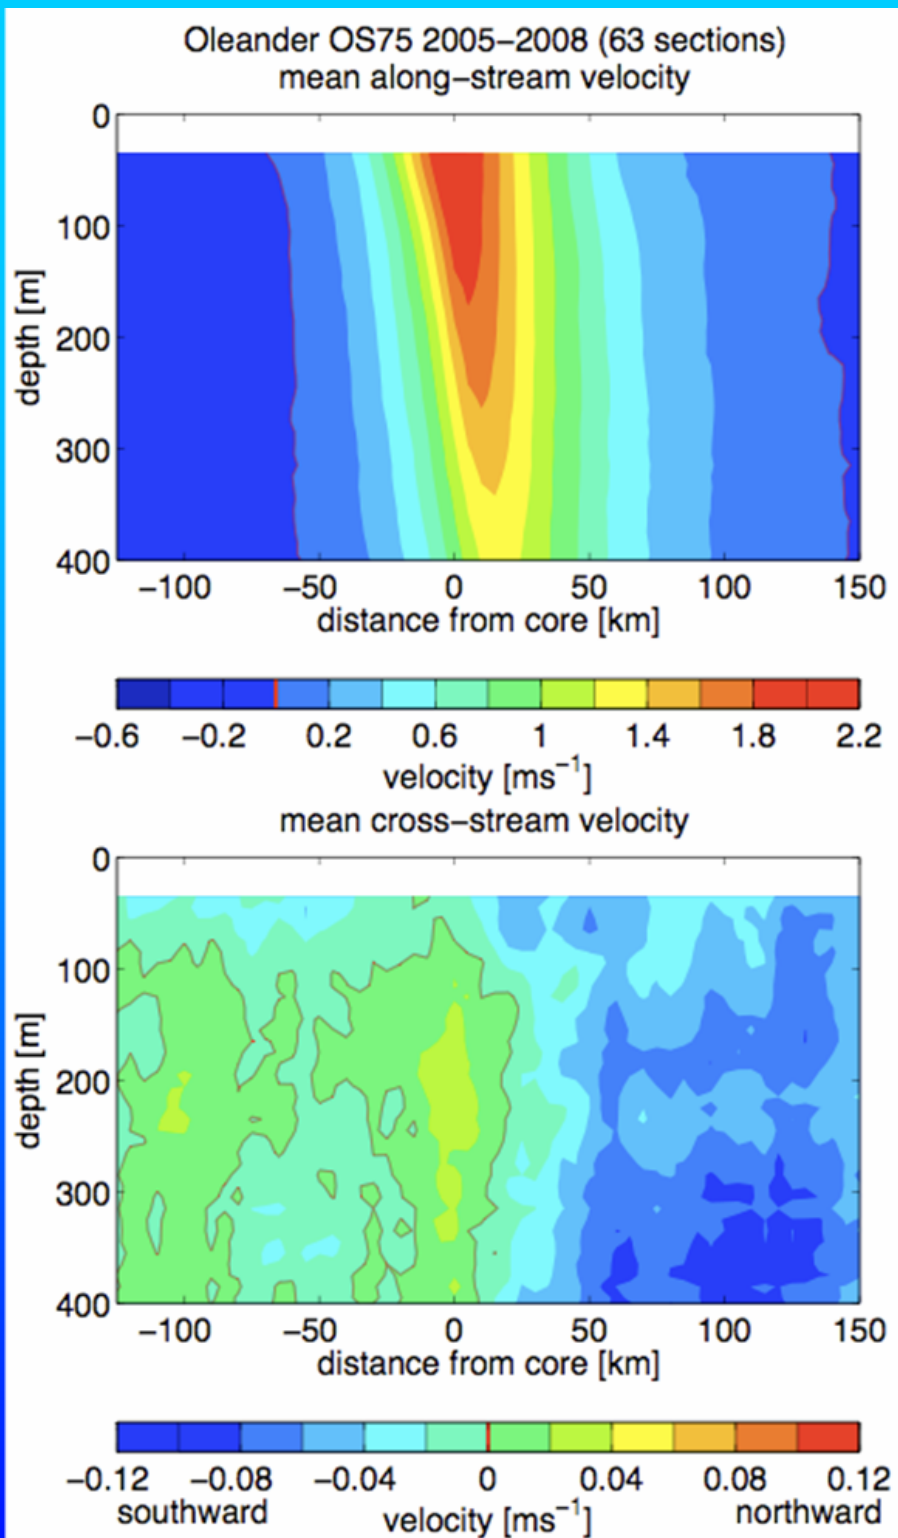 Oleander OS75 2005–2008 (63 sections)
mean along–stream velocity
0
100
200
300
400
depth [m]
−100 −50 0 50 100 150
distance from core [km]
−0.6 −0.2 0.2 0.6 1 1.4 1.8 2.2
velocity [ms⁻¹]
mean cross–stream velocity
0
100
200
300
400
depth [m]
−100 −50 0 50 100 150
distance from core [km]
−0.12 −0.08 −0.04 0 0.04 0.08 0.12
southward velocity [ms⁻¹] northward